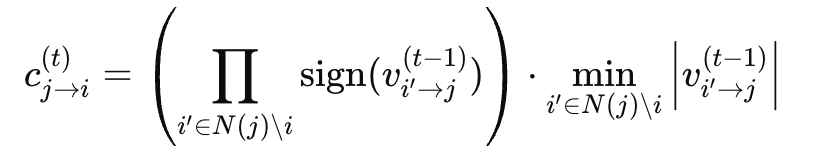 c_{j→i}^{(t)} = ( ∏_{i'∈N(j)\i} sign(v_{i'→j}^{(t−1)}) ) · min_{i'∈N(j)\i} |v_{i'→j}^{(t−1)}|